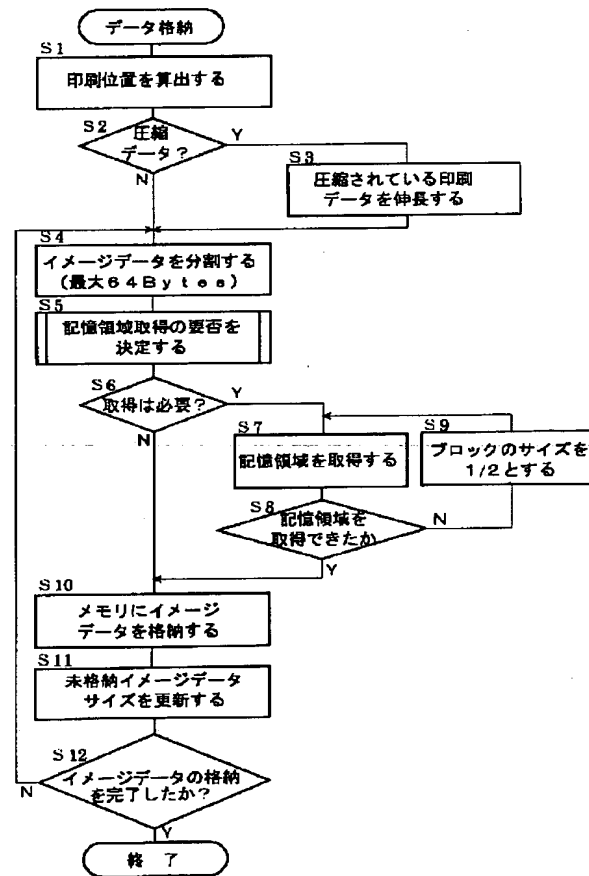 データ格納
S1
印刷位置を算出する
S2
圧縮
データ?
Y
N
S3
圧縮されている印刷
データを伸長する
S4
イメージデータを分割する
(最大64Bytes)
S5
記憶領域取得の要否を
決定する
S6
取得は必要?
Y
N
S7
記憶領域を取得する
S9
ブロックのサイズを
1/2とする
S8
記憶領域を
取得できたか
N
Y
S10
メモリにイメージ
データを格納する
S11
未格納イメージデータ
サイズを更新する
S12
イメージデータの格納
を完了したか?
N
Y
終 了